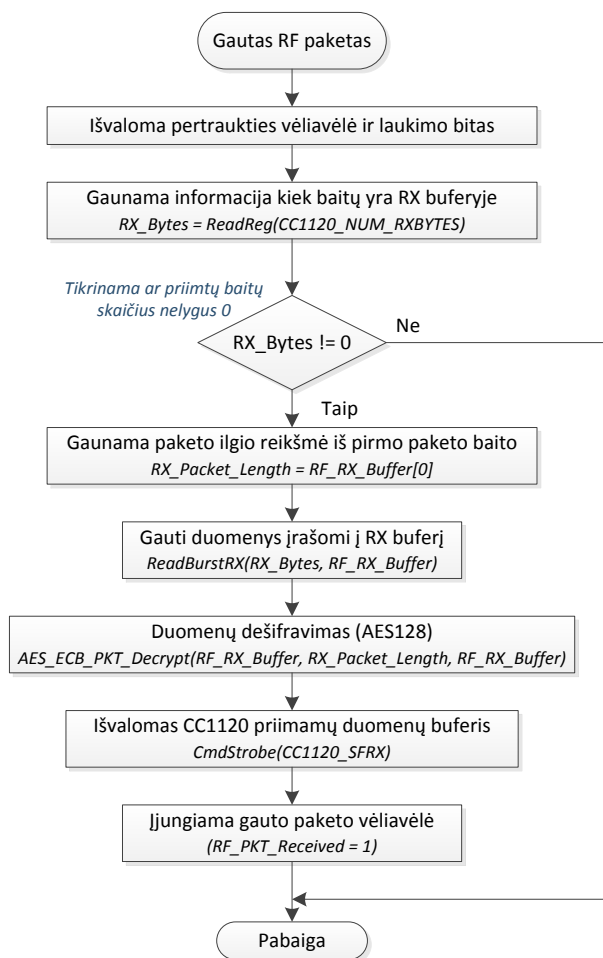 Gautas RF paketas
Išvaloma pertraukties vėliavėlė ir laukimo bitas
Gaunama informacija kiek baitų yra RX buferyje
RX_Bytes = ReadReg(CC1120_NUM_RXBYTES)
Tikrinama ar priimtų baitų
skaičius nelygus 0
Ne
RX_Bytes != 0
Taip
Gaunama paketo ilgio reikšmė iš pirmo paketo baito
RX_Packet_Length = RF_RX_Buffer[0]
Gauti duomenys įrašomi į RX buferį
ReadBurstRX(RX_Bytes, RF_RX_Buffer)
Duomenų dešifravimas (AES128)
AES_ECB_PKT_Decrypt(RF_RX_Buffer, RX_Packet_Length, RF_RX_Buffer)
Išvalomas CC1120 priimamų duomenų buferis
CmdStrobe(CC1120_SFRX)
Įjungiama gauto paketo vėliavėlė
(RF_PKT_Received = 1)
Pabaiga